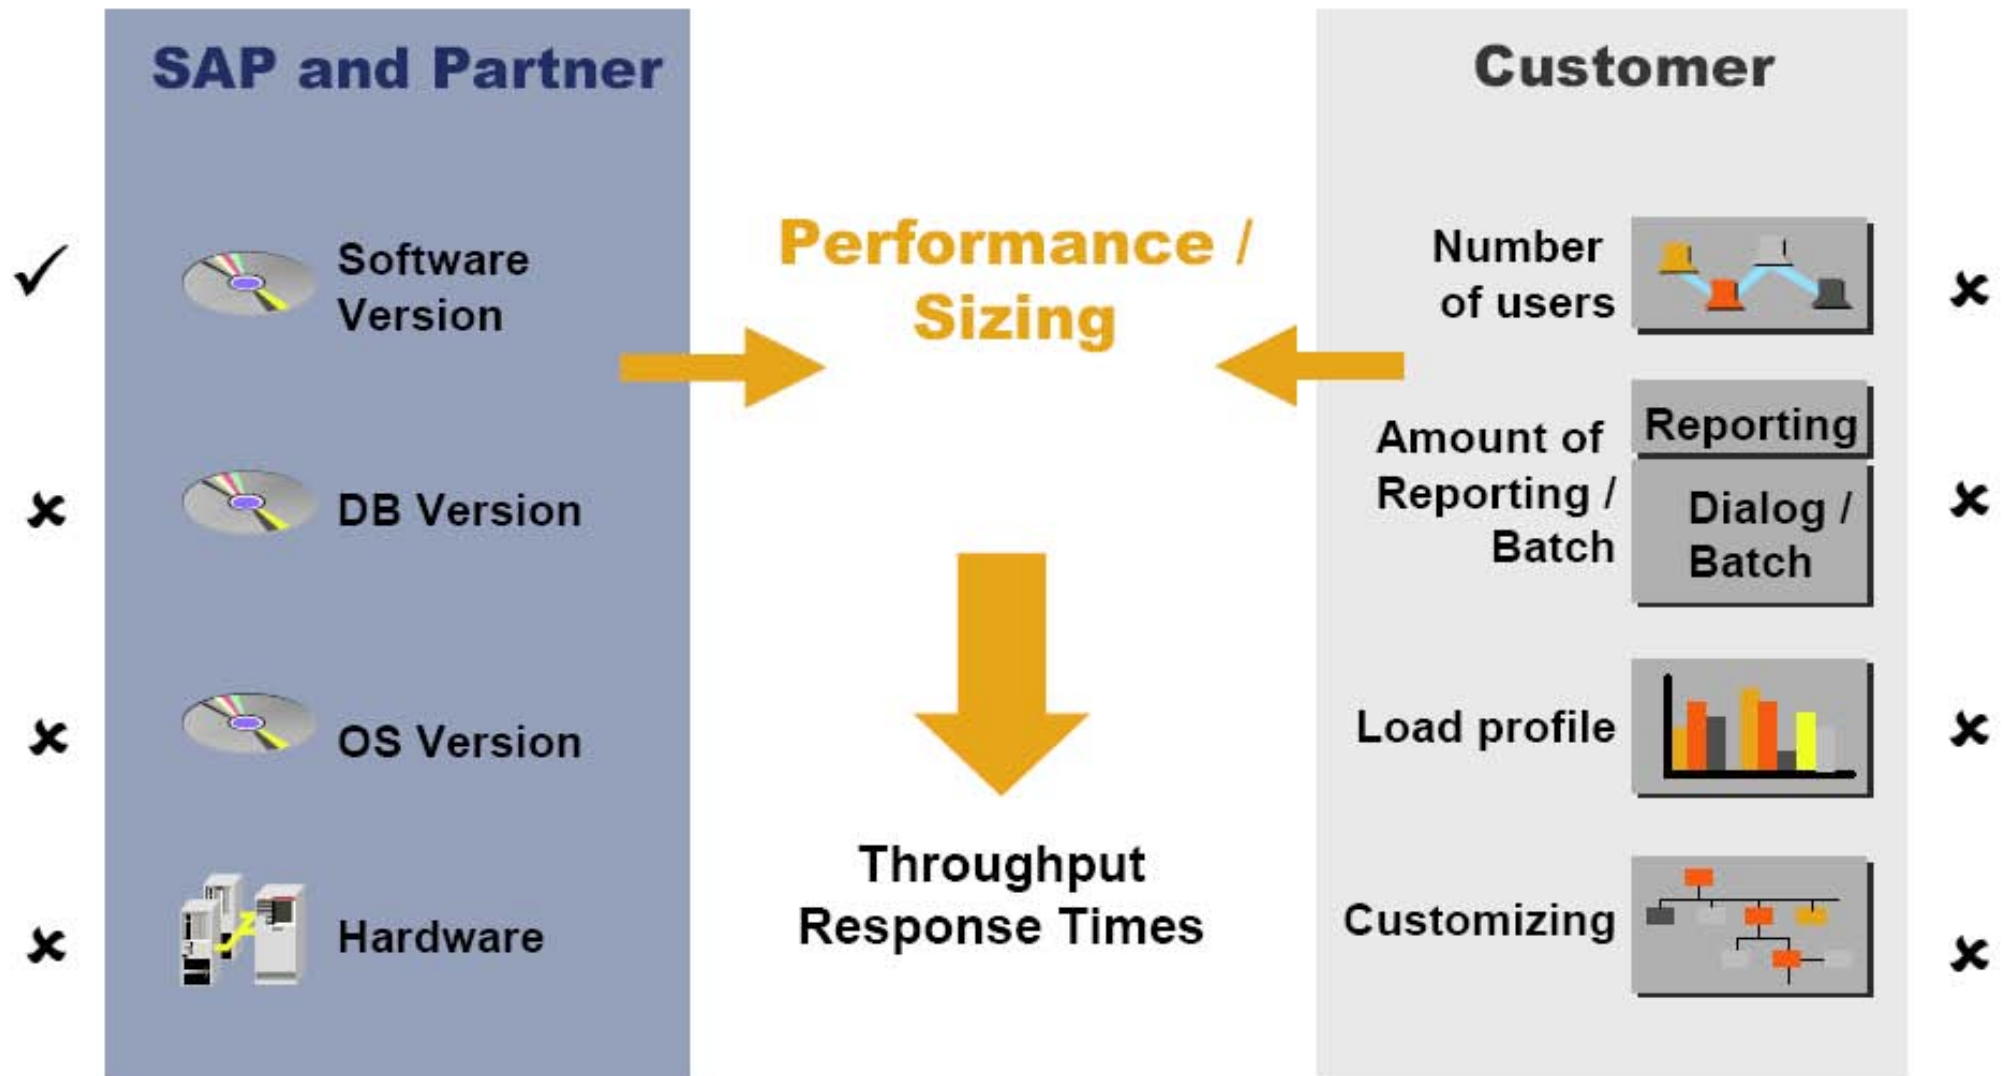 SAP and Partner
Software
Version
DB Version
OS Version
Hardware
Performance /
Sizing
Throughput
Response Times
Customer
Number
of users
Amount of
Reporting /
Batch
Reporting
Dialog /
Batch
Load profile
Customizing